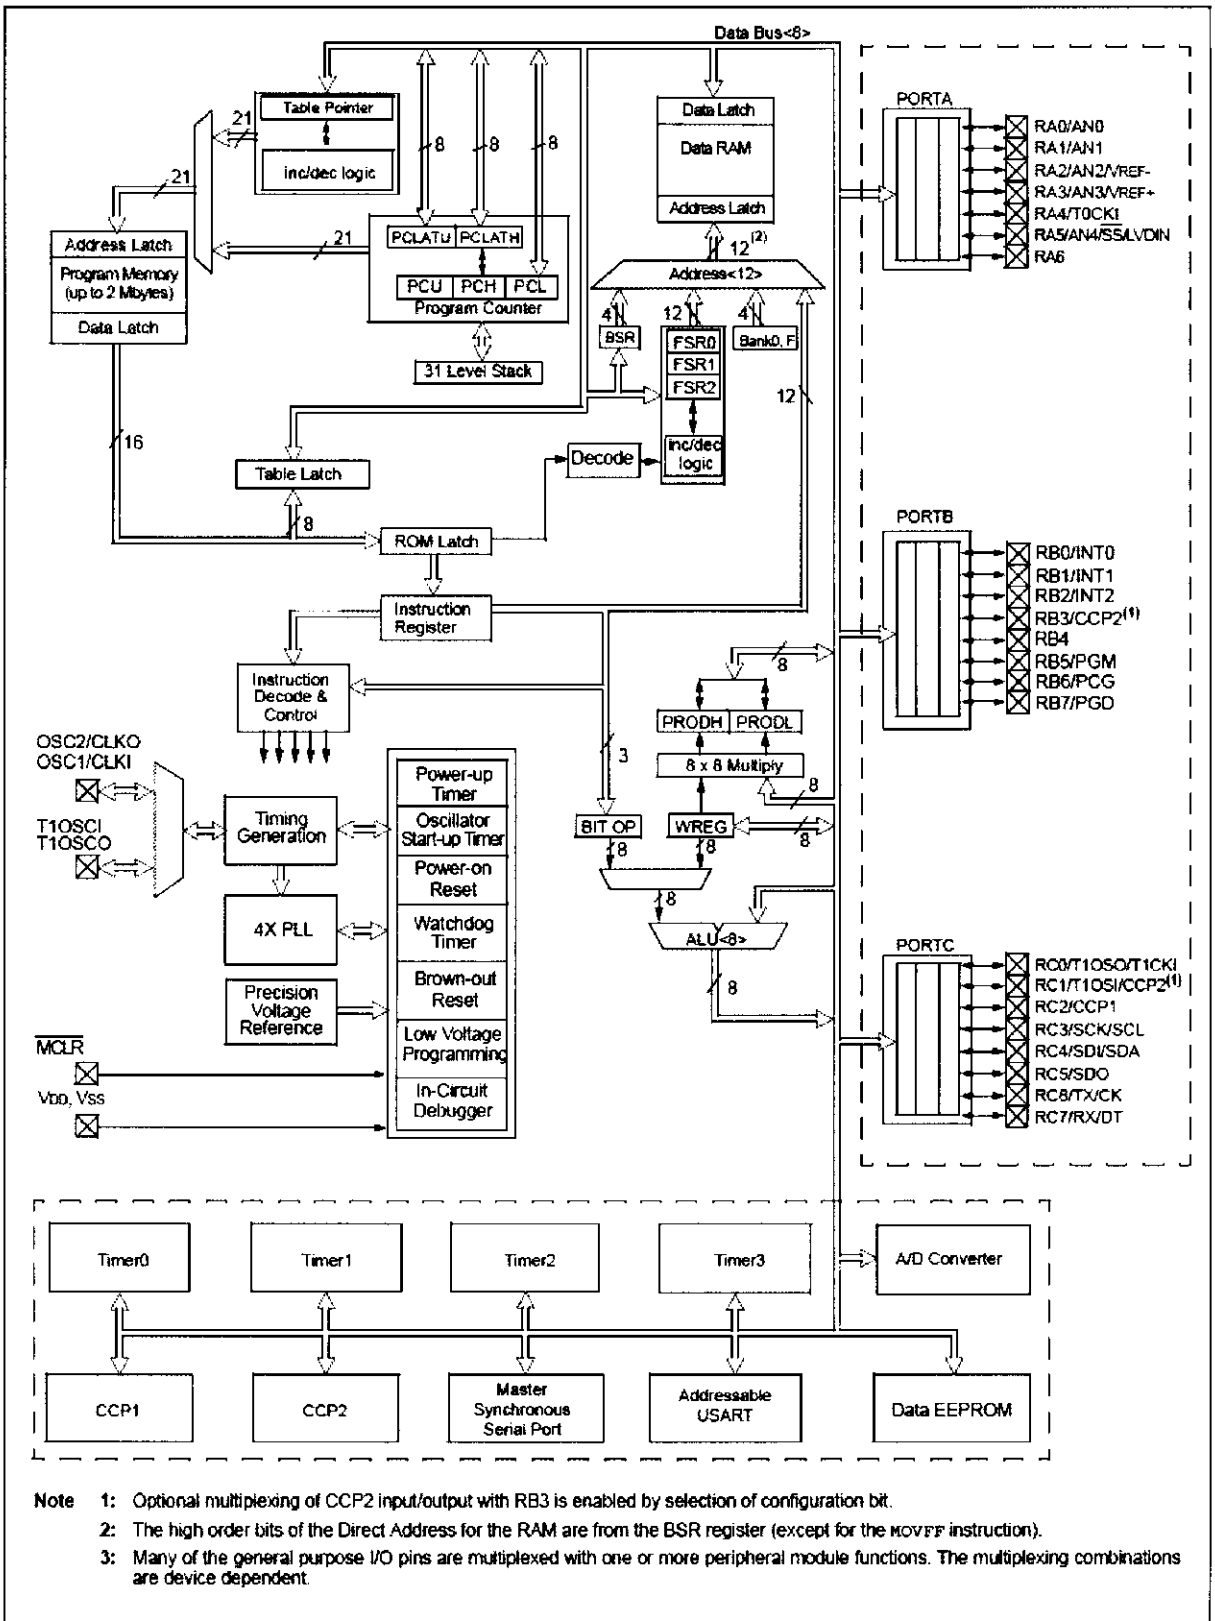 Data Bus<8>
Table Pointer
21
inc/dec logic
21
8
8
8
Data Latch
Data RAM
Address Latch
PORTA
RA0/AN0
RA1/AN1
RA2/AN2/VREF-
RA3/AN3/VREF+
RA4/T0CKI
RA5/AN4/SS/LVDIN
RA6
Address Latch
Program Memory
(up to 2 Mbytes)
Data Latch
21
PCLATU PCLATH
PCU PCH PCL
Program Counter
31 Level Stack
12(2)
Address<12>
4
12
4
BSR
FSR0
FSR1
FSR2
Bank0, F
inc/dec
logic
12
16
Decode
Table Latch
8
ROM Latch
Instruction
Register
PORTB
RB0/INT0
RB1/INT1
RB2/INT2
RB3/CCP2(1)
RB4
RB5/PGM
RB6/PCG
RB7/PGD
Instruction
Decode &
Control
8
PRODH PRODL
8 x 8 Multiply
3
8
BIT OP
WREG
8
8
8
8
ALU<8>
8
OSC2/CLKO
OSC1/CLKI
T1OSCI
T1OSCO
Timing
Generation
4X PLL
Precision
Voltage
Reference
MCLR
VDD, VSS
Power-up
Timer
Oscillator
Start-up Timer
Power-on
Reset
Watchdog
Timer
Brown-out
Reset
Low Voltage
Programming
In-Circuit
Debugger
PORTC
RC0/T1OSO/T1CKI
RC1/T1OSI/CCP2(1)
RC2/CCP1
RC3/SCK/SCL
RC4/SDI/SDA
RC5/SDO
RC6/TX/CK
RC7/RX/DT
Timer0
Timer1
Timer2
Timer3
A/D Converter
CCP1
CCP2
Master
Synchronous
Serial Port
Addressable
USART
Data EEPROM
Note 1: Optional multiplexing of CCP2 input/output with RB3 is enabled by selection of configuration bit.
2: The high order bits of the Direct Address for the RAM are from the BSR register (except for the MOVFF instruction).
3: Many of the general purpose I/O pins are multiplexed with one or more peripheral module functions. The multiplexing combinations
are device dependent.